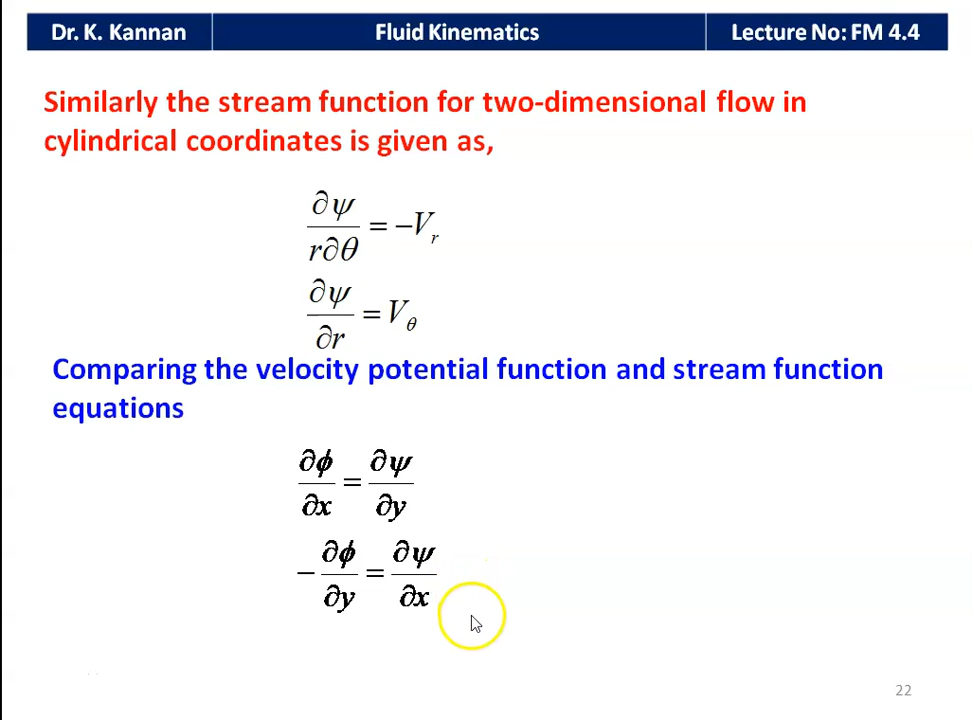 Dr. K. Kannan Fluid Kinematics Lecture No: FM 4.4
Similarly the stream function for two-dimensional flow in
cylindrical coordinates is given as,
∂ψ/r∂θ = −V_r
∂ψ/∂r = V_θ
Comparing the velocity potential function and stream function
equations
∂ϕ/∂x = ∂ψ/∂y
−∂ϕ/∂y = ∂ψ/∂x
22